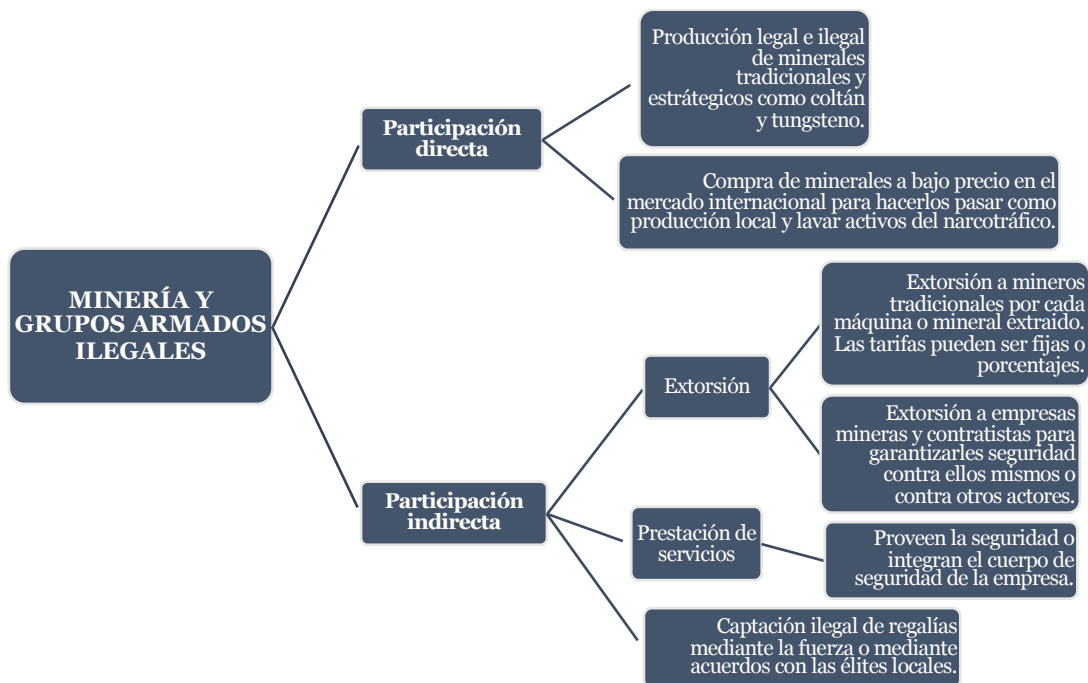 MINERÍA Y
GRUPOS ARMADOS
ILEGALES
Participación
directa
Producción legal e ilegal
de minerales
tradicionales y
estrátegicos como coltán
y tungsteno.
Compra de minerales a bajo precio en el
mercado internacional para hacerlos pasar como
producción local y lavar activos del narcotráfico.
Participación
indirecta
Extorsión
Extorsión a mineros
tradicionales por cada
máquina o mineral extraido.
Las tarifas pueden ser fijas o
porcentajes.
Extorsión a empresas
mineras y contratistas para
garantizarles seguridad
contra ellos mismos o
contra otros actores.
Prestación de
servicios
Proveen la seguridad o
integran el cuerpo de
seguridad de la empresa.
Captación ilegal de regalías
mediante la fuerza o mediante
acuerdos con las élites locales.